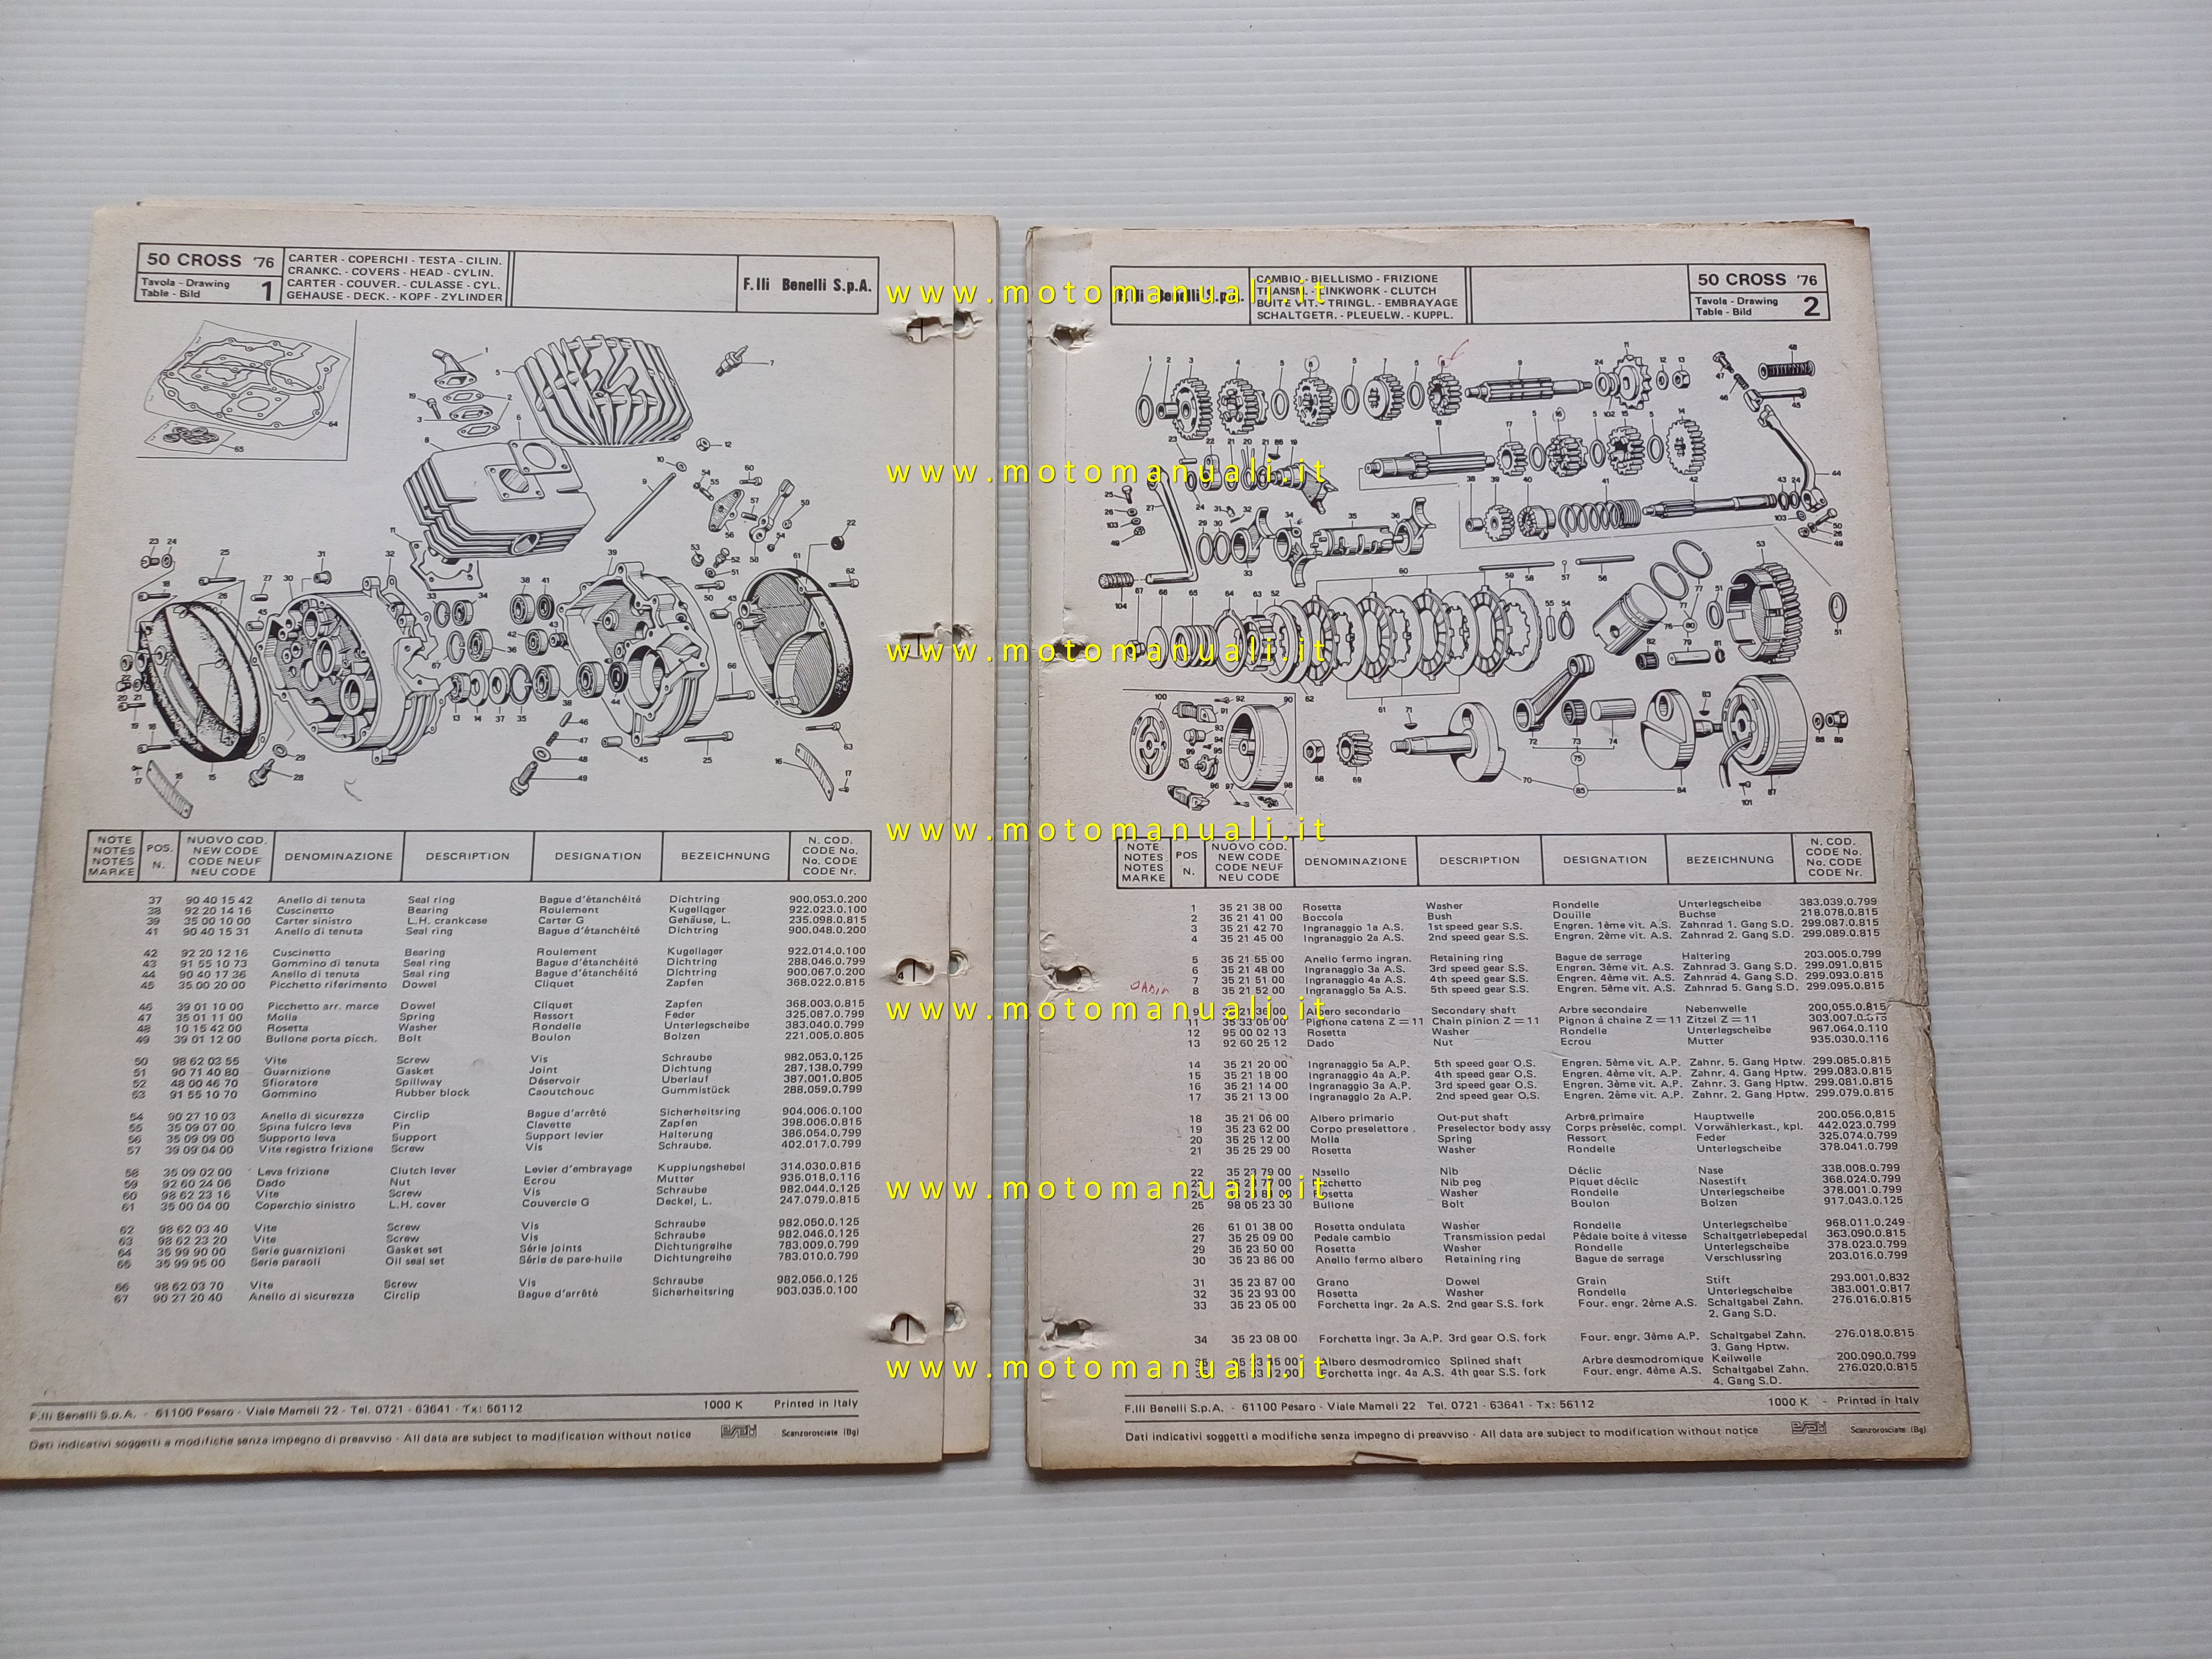 50 CROSS '76
Tavola - Drawing
Table - Bild
1
CARTER - COPERCHI - TESTA - CILIN.
CRANKC. - COVERS - HEAD - CYLIN.
CARTER - COUVER. - CULASSE - CYL.
GEHAUSE - DECK. - KOPF - ZYLINDER
F.lli Benelli S.p.A.
NOTE NOTES NOTES MARKE
POS. N.
NUOVO COD. NEW CODE CODE NEUF NEU CODE
DENOMINAZIONE
DESCRIPTION
DESIGNATION
BEZEICHNUNG
N. COD. CODE No. No. CODE CODE Nr.
37 90 40 15 42 Anello di tenuta Seal ring Bague d'étanchéité Dichtring 900.053.0.200
38 92 20 14 16 Cuscinetto Bearing Roulement Kugellager 922.023.0.100
39 35 00 10 00 Carter sinistro L.H. crankcase Carter G Gehäuse, L. 235.098.0.815
41 90 40 15 31 Anello di tenuta Seal ring Bague d'étanchéité Dichtring 900.048.0.200
42 92 20 12 16 Cuscinetto Bearing Roulement Kugellager 922.014.0.100
43 91 55 10 73 Gommino di tenuta Seal ring Bague d'étanchéité Dichtring 288.046.0.799
44 90 40 17 36 Anello di tenuta Seal ring Bague d'étanchéité Dichtring 900.067.0.200
45 35 00 20 00 Picchetto riferimento Dowel Cliquet Zapfen 368.022.0.815
46 39 01 10 00 Picchetto arr. marce Dowel Cliquet Zapfen 368.003.0.815
47 35 01 11 00 Molla Spring Ressort Feder 325.087.0.799
48 10 15 42 00 Rosetta Washer Rondelle Unterlegscheibe 383.040.0.799
49 39 01 12 00 Bullone porta picch. Bolt Boulon Bolzen 221.005.0.805
50 98 62 03 55 Vite Screw Vis Schraube 982.053.0.125
51 90 71 40 80 Guarnizione Gasket Joint Dichtung 287.138.0.799
52 48 00 46 70 Sfioratore Spillway Déservoir Uberlauf 387.001.0.805
53 91 55 10 70 Gommino Rubber block Caoutchouc Gummistück 288.059.0.799
54 90 27 10 03 Anello di sicurezza Circlip Bague d'arrêté Sicherheitsring 904.006.0.100
55 35 09 07 00 Spina fulcro leva Pin Clavette Zapfen 398.006.0.815
56 35 09 09 00 Supporto leva Support Support levier Halterung 386.054.0.799
57 39 09 04 00 Vite registro frizione Screw Vis Schraube. 402.017.0.799
58 35 09 02 00 Leva frizione Clutch lever Levier d'embrayage Kupplungshebel 314.030.0.815
59 92 60 24 06 Dado Nut Ecrou Mutter 935.018.0.116
60 98 62 23 16 Vite Screw Vis Schraube 982.044.0.125
61 35 00 04 00 Coperchio sinistro L.H. cover Couvercle G Deckel, L. 247.079.0.815
62 98 62 03 40 Vite Screw Vis Schraube 982.050.0.125
63 98 62 23 20 Vite Screw Vis Schraube 982.046.0.125
64 35 99 90 00 Serie guarnizioni Gasket set Série joints Dichtungreihe 783.009.0.799
65 35 99 95 00 Serie paraoli Oil seal set Série de pare-huile Dichtungreihe 783.010.0.799
66 98 62 03 70 Vite Screw Vis Schraube 982.056.0.125
67 90 27 20 40 Anello di sicurezza Circlip Bague d'arrêté Sicherheitsring 903.035.0.100
F.lli Benelli S.p.A. - 61100 Pesaro - Viale Mameli 22 - Tel. 0721 - 63641 - Tx: 56112 1000 K Printed in Italy
Dati indicativi soggetti a modifiche senza impegno di preavviso - All data are subject to modification without notice Scanzorosciate (Bg)
F.lli Benelli S.p.A.
CAMBIO - BIELLISMO - FRIZIONE
TRANSM. - LINKWORK - CLUTCH
BOITE VIT. - TRINGL. - EMBRAYAGE
SCHALTGETR. - PLEUELW. - KUPPL.
50 CROSS '76
Tavola - Drawing
Table - Bild
2
NOTE NOTES NOTES MARKE
POS N.
NUOVO COD. NEW CODE CODE NEUF NEU CODE
DENOMINAZIONE
DESCRIPTION
DESIGNATION
BEZEICHNUNG
N. COD. CODE No. No. CODE CODE Nr.
1 35 21 38 00 Rosetta Washer Rondelle Unterlegscheibe 383.039.0.799
2 35 21 41 00 Boccola Bush Douille Buchse 218.078.0.815
3 35 21 42 70 Ingranaggio 1a A.S. 1st speed gear S.S. Engren. 1ème vit. A.S. Zahnrad 1. Gang S.D. 299.087.0.815
4 35 21 45 00 Ingranaggio 2a A.S. 2nd speed gear S.S. Engren. 2ème vit. A.S. Zahnrad 2. Gang S.D. 299.089.0.815
5 35 21 55 00 Anello fermo ingran. Retaining ring Bague de serrage Haltering 203.005.0.799
6 35 21 48 00 Ingranaggio 3a A.S. 3rd speed gear S.S. Engren. 3ème vit. A.S. Zahnrad 3. Gang S.D. 299.091.0.815
7 35 21 51 00 Ingranaggio 4a A.S. 4th speed gear S.S. Engren. 4ème vit. A.S. Zahnrad 4. Gang S.D. 299.093.0.815
8 35 21 52 00 Ingranaggio 5a A.S. 5th speed gear S.S. Engren. 5ème vit. A.S. Zahnrad 5. Gang S.D. 299.095.0.815
9 Albero secondario Secondary shaft Arbre secondaire Nebenwelle 200.055.0.815
11 35 33 05 00 Pignone catena Z = 11 Chain pinion Z = 11 Pignon à chaine Z = 11 Zitzel Z = 11 303.007.0.815
12 95 00 02 13 Rosetta Washer Rondelle Unterlegscheibe 967.064.0.110
13 92 60 25 12 Dado Nut Ecrou Mutter 935.030.0.116
14 35 21 20 00 Ingranaggio 5a A.P. 5th speed gear O.S. Engren. 5ème vit. A.P. Zahnr. 5. Gang Hptw. 299.085.0.815
15 35 21 18 00 Ingranaggio 4a A.P. 4th speed gear O.S. Engren. 4ème vit. A.P. Zahnr. 4. Gang Hptw. 299.083.0.815
16 35 21 14 00 Ingranaggio 3a A.P. 3rd speed gear O.S. Engren. 3ème vit. A.P. Zahnr. 3. Gang Hptw. 299.081.0.815
17 35 21 13 00 Ingranaggio 2a A.P. 2nd speed gear O.S. Engren. 2ème vit. A.P. Zahnr. 2. Gang Hptw. 299.079.0.815
18 35 21 06 00 Albero primario Out-put shaft Arbre primaire Hauptwelle 200.056.0.815
19 35 23 62 00 Corpo preselettore . Preselector body assy Corps préseléc. compl. Vorwählerkast., kpl. 442.023.0.799
20 35 25 12 00 Molla Spring Ressort Feder 325.074.0.799
21 35 25 29 00 Rosetta Washer Rondelle Unterlegscheibe 378.041.0.799
22 35 23 79 00 Nasello Nib Déclic Nase 338.008.0.799
Nib peg Piquet déclic Nasestift 368.024.0.799
Rosetta Washer Rondelle Unterlegscheibe 378.001.0.799
25 98 05 23 30 Bullone Bolt Boulon Bolzen 917.043.0.125
26 61 01 38 00 Rosetta ondulata Washer Rondelle Unterlegscheibe 968.011.0.249
27 35 25 09 00 Pedale cambio Transmission pedal Pédale boite à vitesse Schaltgetriebepedal 363.090.0.815
29 35 23 50 00 Rosetta Washer Rondelle Unterlegscheibe 378.023.0.799
30 35 23 86 00 Anello fermo albero Retaining ring Bague de serrage Verschlussring 203.016.0.799
31 35 23 87 00 Grano Dowel Grain Stift 293.001.0.832
32 35 23 93 00 Rosetta Washer Rondelle Unterlegscheibe 383.001.0.817
33 35 23 05 00 Forchetta ingr. 2a A.S. 2nd gear S.S. fork Four. engr. 2ème A.S. Schaltgabel Zahn. 276.016.0.815
2. Gang S.D.
34 35 23 08 00 Forchetta ingr. 3a A.P. 3rd gear O.S. fork Four. engr. 3ème A.P. Schaltgabel Zahn. 276.018.0.815
3. Gang Hptw.
Albero desmodromico Splined shaft Arbre desmodromique Keilwelle 200.090.0.799
Forchetta ingr. 4a A.S. 4th gear S.S. fork Four. engr. 4ème A.S. Schaltgabel Zahn. 276.020.0.815
4. Gang S.D.
F.lli Benelli S.p.A. - 61100 Pesaro - Viale Mameli 22 Tel. 0721 - 63641 - Tx: 56112 1000 K - Printed in Italy
Dati indicativi soggetti a modifiche senza impegno di preavviso - All data are subject to modification without notice Scanzorosciate (Bg)
www.motomanuali.it
www.motomanuali.it
www.motomanuali.it
www.motomanuali.it
www.motomanuali.it
www.motomanuali.it
www.motomanuali.it